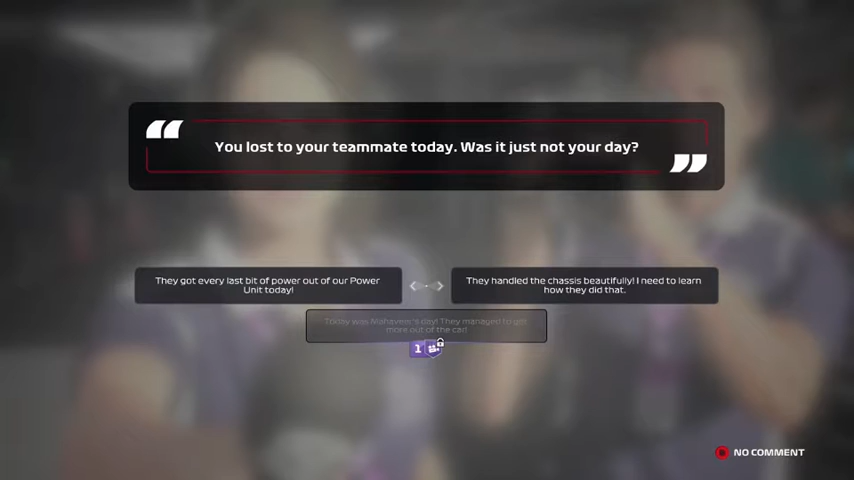 You lost to your teammate today. Was it just not your day?
They got every last bit of power out of our Power
Unit today!
They handled the chassis beautifully! I need to learn
how they did that.
Today was Mahaveer's day! They managed to get
more out of the car!
1
NO COMMENT